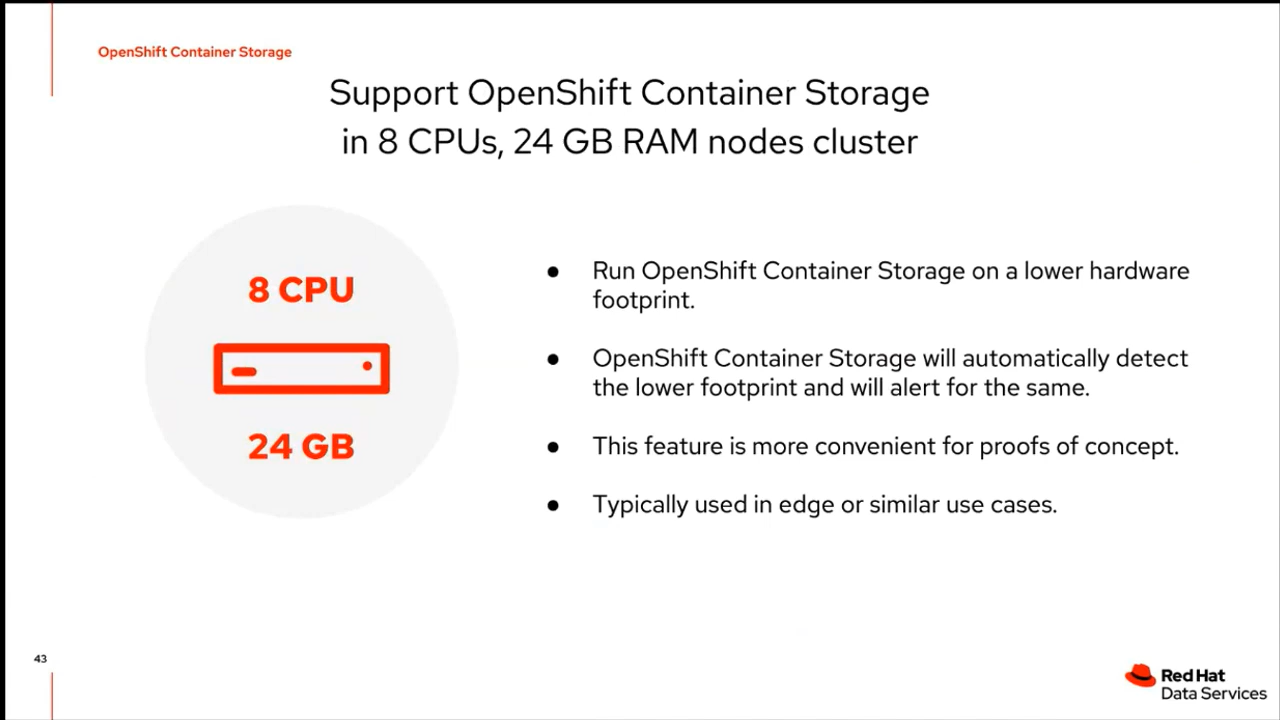 OpenShift Container Storage
Support OpenShift Container Storage
in 8 CPUs, 24 GB RAM nodes cluster
8 CPU
24 GB
● Run OpenShift Container Storage on a lower hardware
footprint.
● OpenShift Container Storage will automatically detect
the lower footprint and will alert for the same.
● This feature is more convenient for proofs of concept.
● Typically used in edge or similar use cases.
43
Red Hat
Data Services